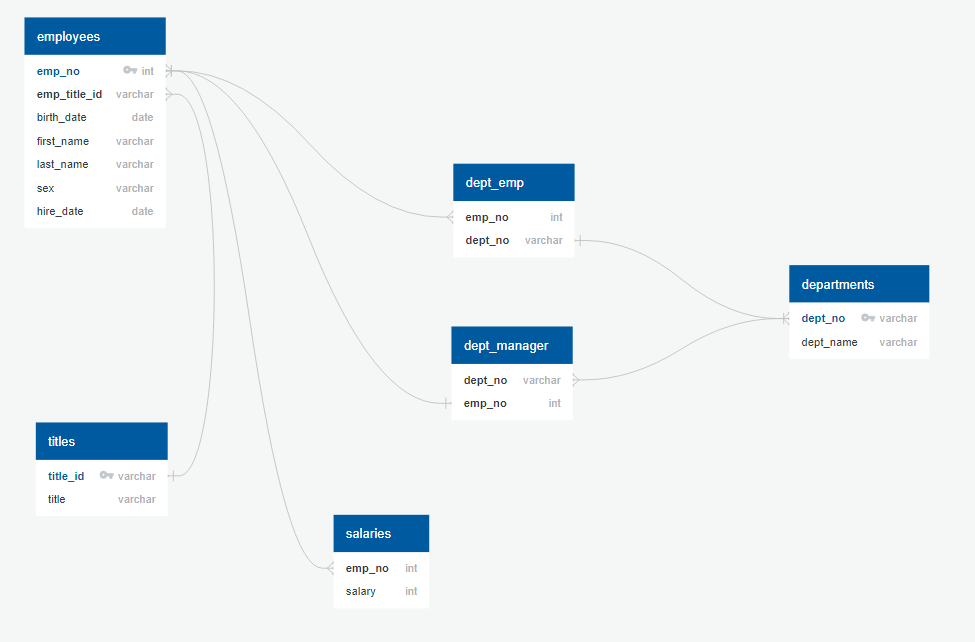 employees
emp_no int
emp_title_id varchar
birth_date date
first_name varchar
last_name varchar
sex varchar
hire_date date
dept_emp
emp_no int
dept_no varchar
departments
dept_no varchar
dept_name varchar
dept_manager
dept_no varchar
emp_no int
titles
title_id varchar
title varchar
salaries
emp_no int
salary int